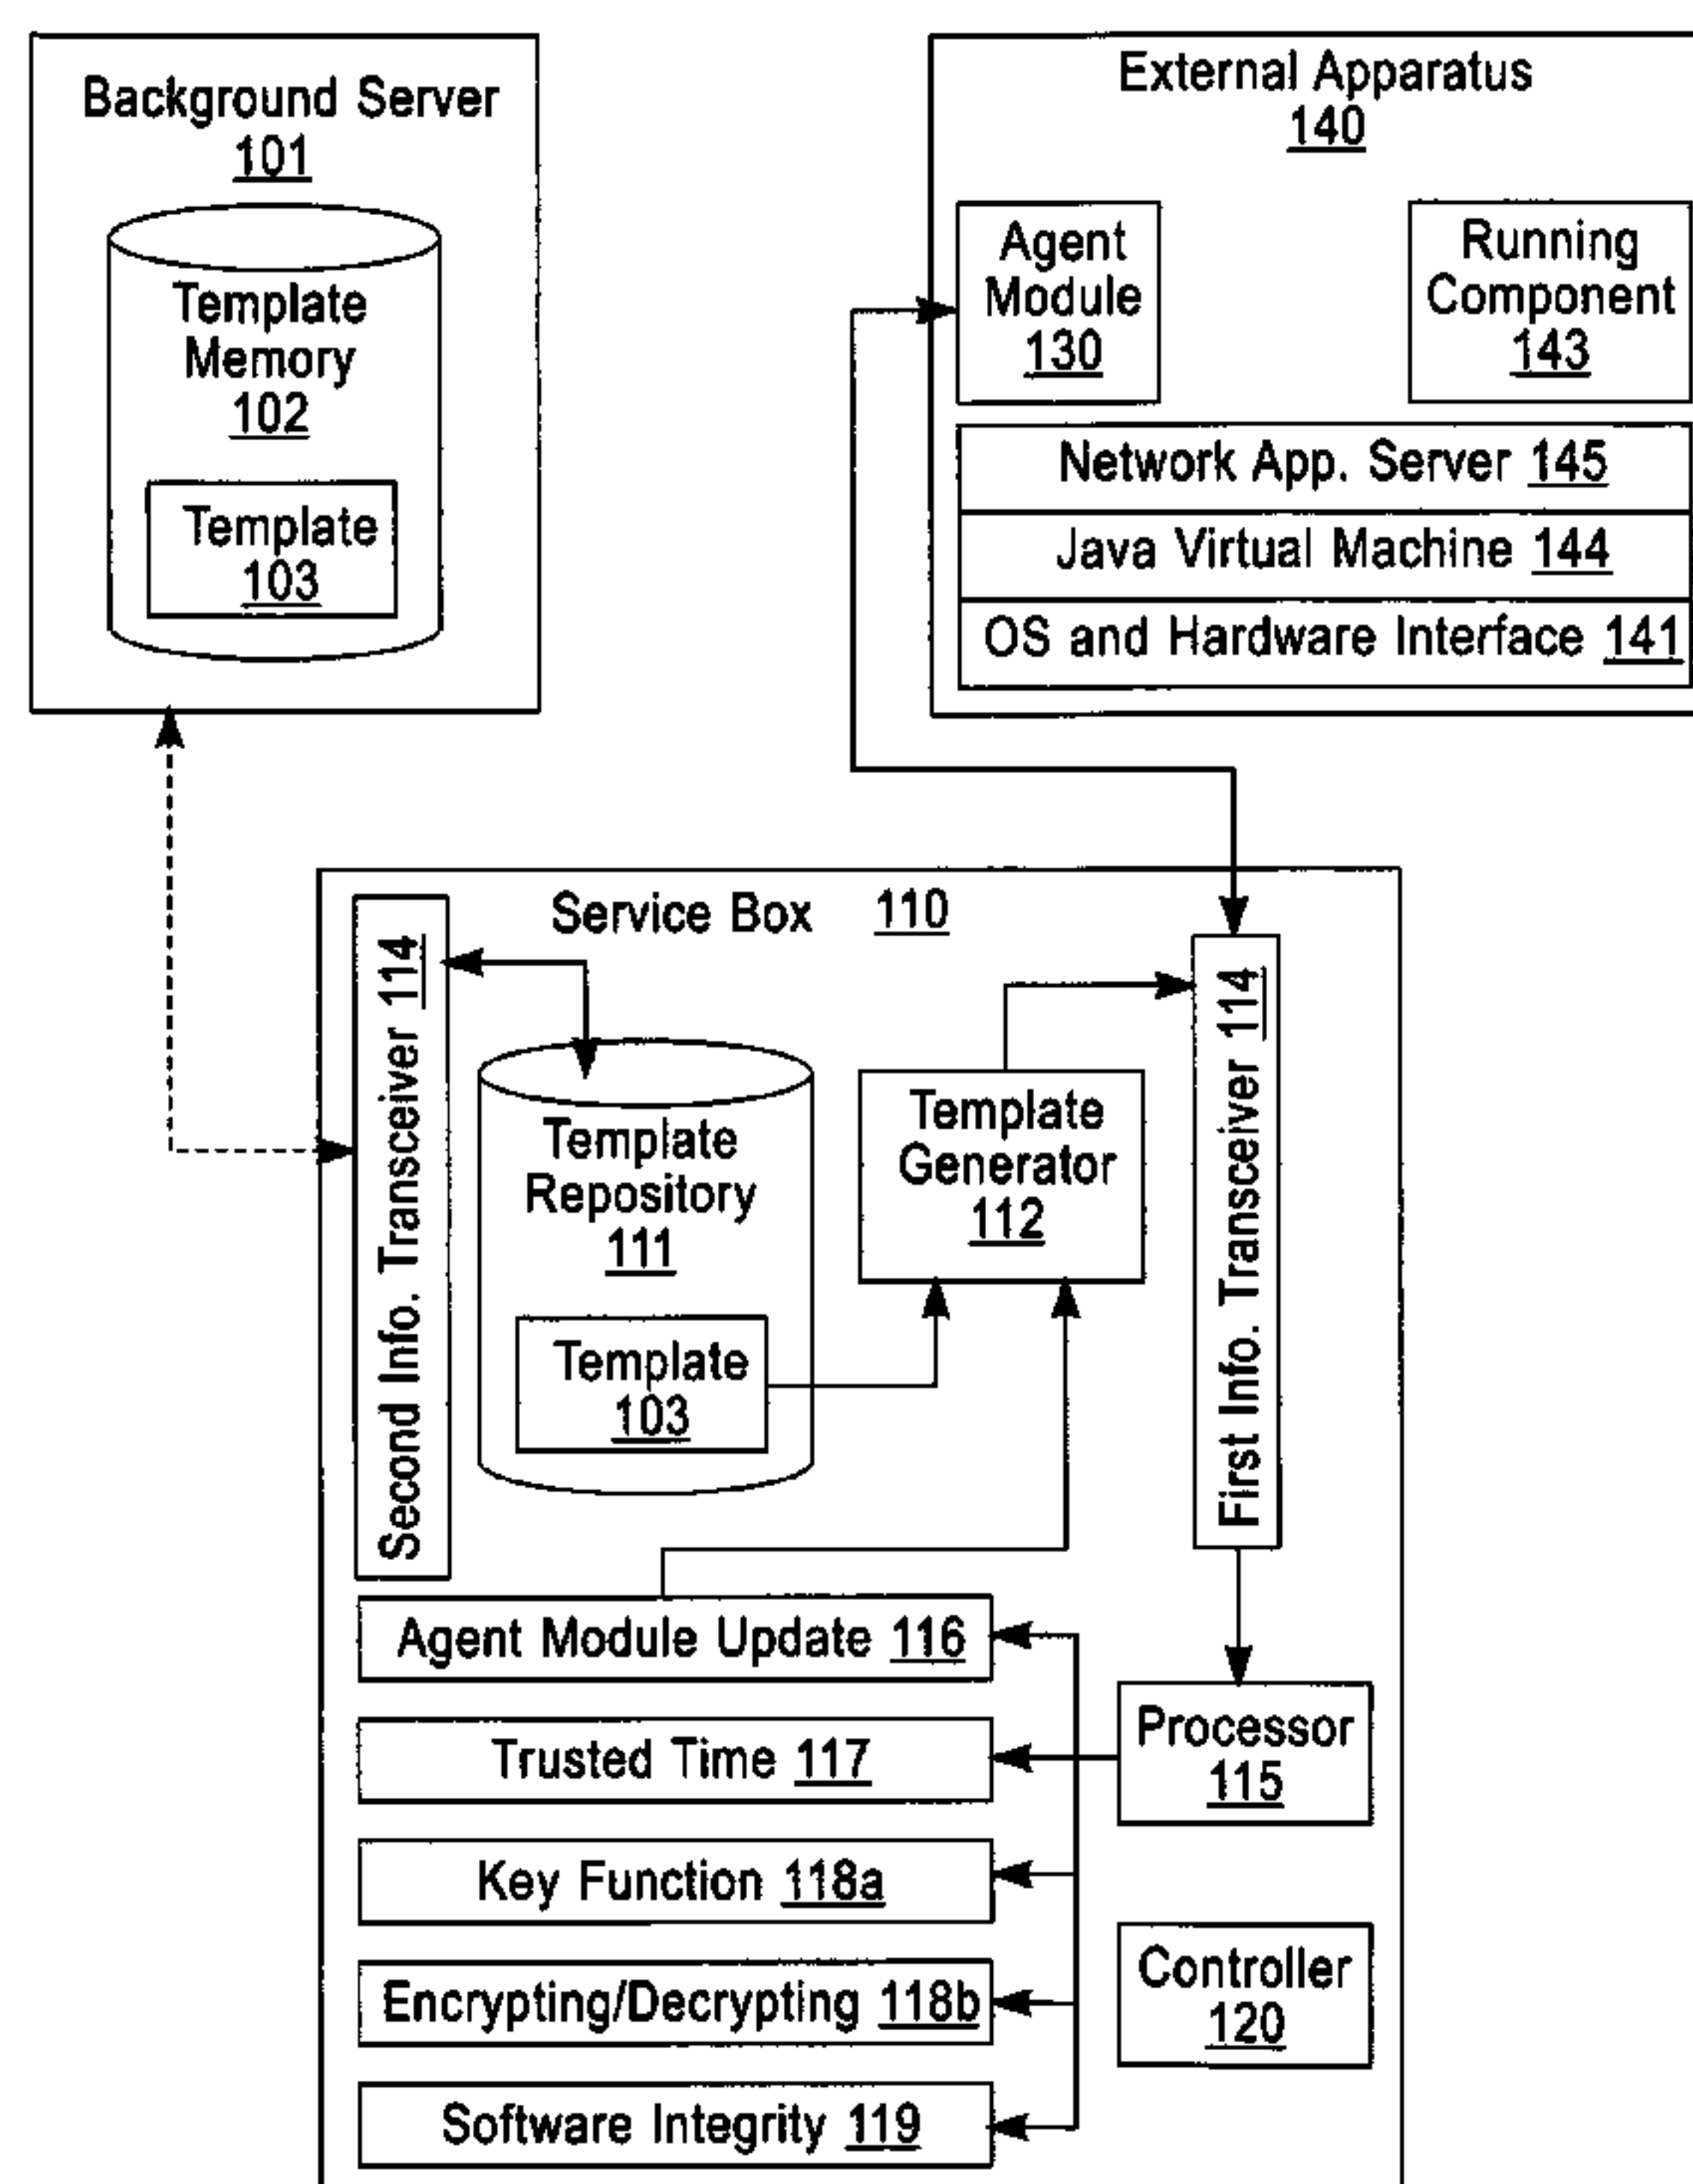 Background Server
101
Template
Memory
102
Template
103
External Apparatus
140
Agent
Module
130
Running
Component
143
Network App. Server 145
Java Virtual Machine 144
OS and Hardware Interface 141
Service Box 110
Second Info. Transceiver 114
Template
Repository
111
Template
103
Template
Generator
112
First Info. Transceiver 114
Agent Module Update 116
Trusted Time 117
Key Function 118a
Encrypting/Decrypting 118b
Software Integrity 119
Processor
115
Controller
120